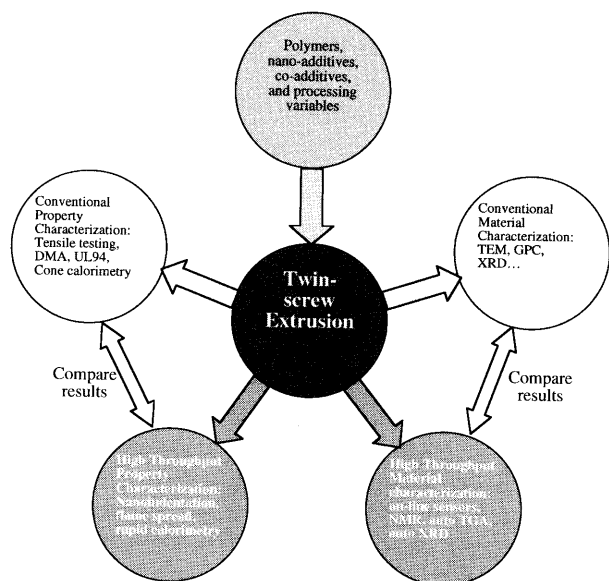 Polymers,
nano-additives,
co-additives,
and processing
variables
Conventional
Property
Characterization:
Tensile testing,
DMA, UL94,
Cone calorimetry
Conventional
Material
Characterization:
TEM, GPC,
XRD...
Twin-
screw
Extrusion
Compare
results
Compare
results
High Throughput
Property
Characterization:
Nanoindentation,
flame spread,
rapid calorimetry
High Throughput
Material
characterization:
on-line sensors,
NMR, auto TGA,
auto XRD